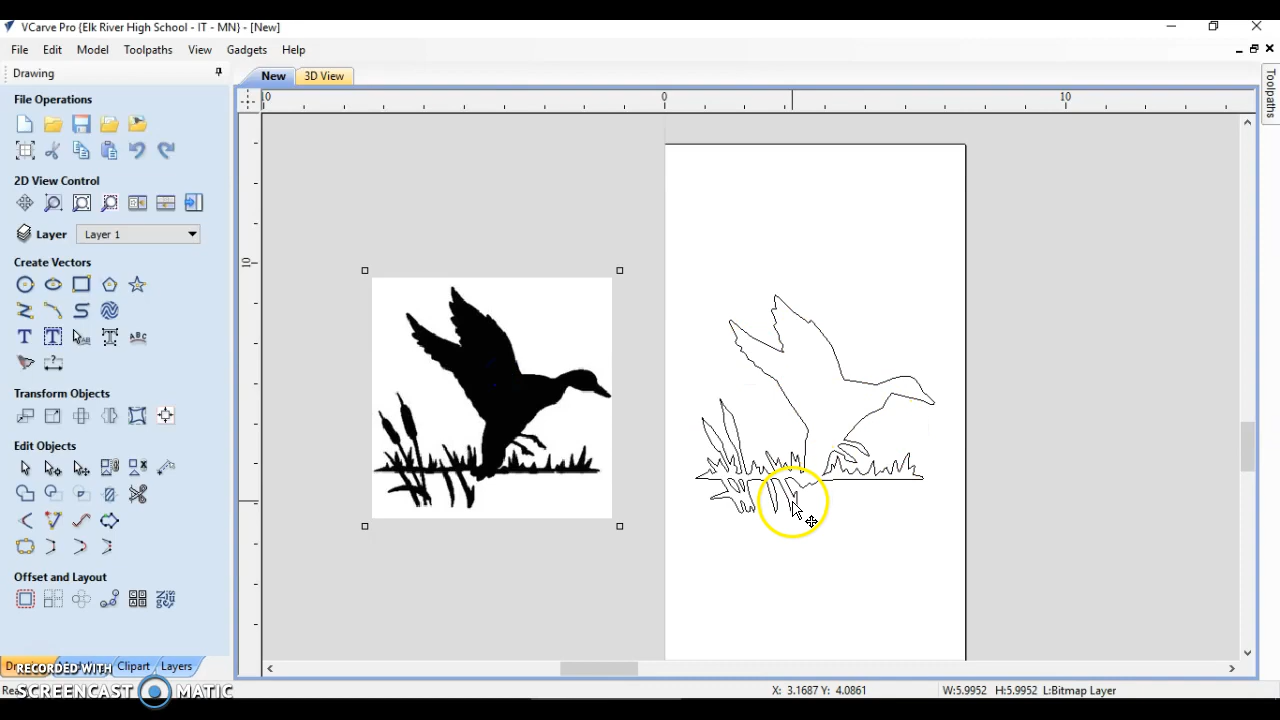 VCarve Pro {Elk River High School - IT - MN} - [New]
File Edit Model Toolpaths View Gadgets Help
Drawing
New 3D View
File Operations
10 0 10
Toolpaths
2D View Control
Layer Layer 1
Create Vectors
10
Transform Objects
Edit Objects
Offset and Layout
Clipart Layers
RECORDED WITH
SCREENCAST MATIC
X: 3.1687 Y: 4.0861 W:5.9952 H:5.9952 L:Bitmap Layer